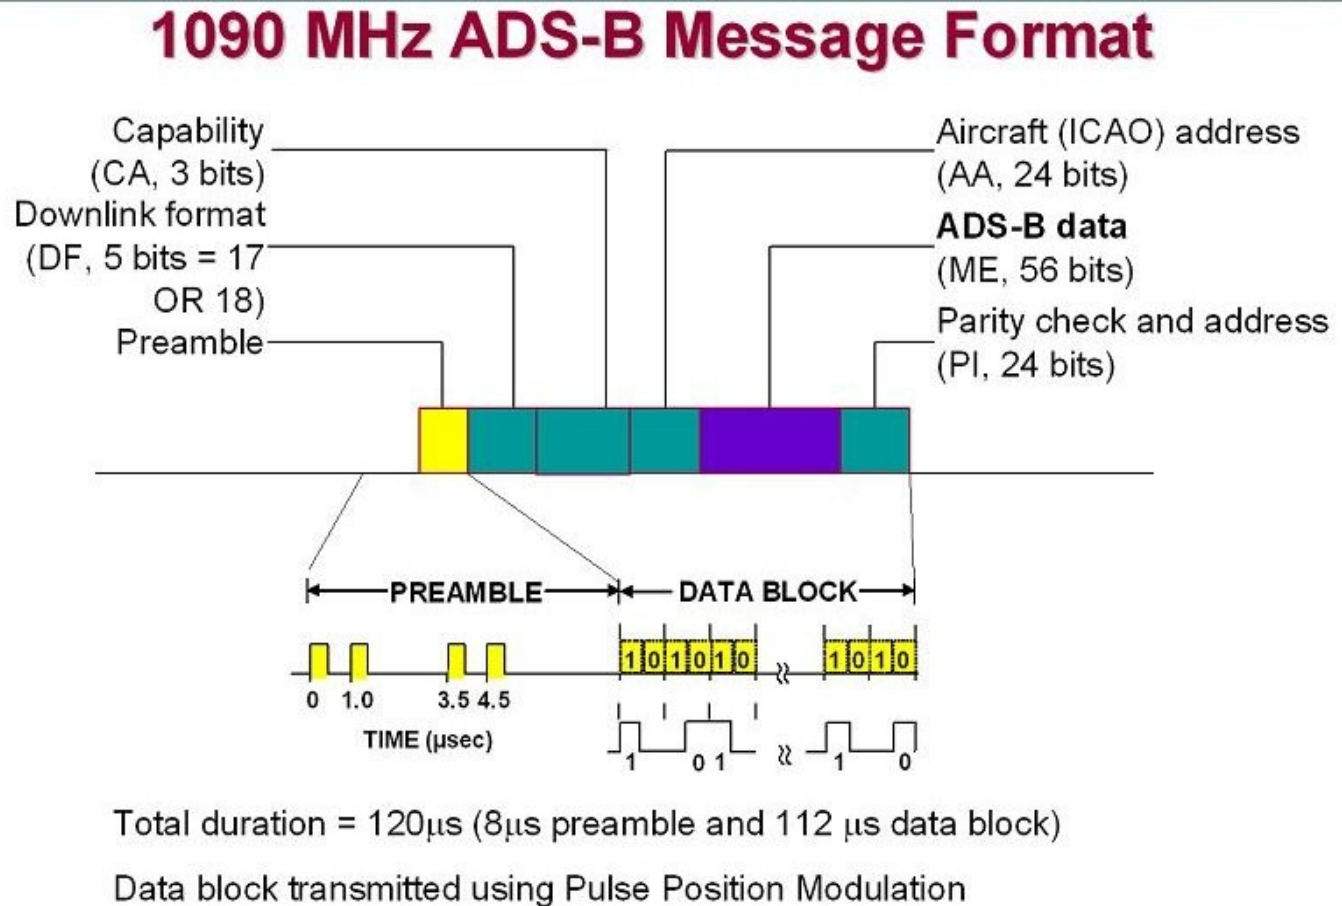 1090 MHz ADS-B Message Format
Capability
(CA, 3 bits)
Downlink format
(DF, 5 bits = 17
OR 18)
Preamble
Aircraft (ICAO) address
(AA, 24 bits)
ADS-B data
(ME, 56 bits)
Parity check and address
(PI, 24 bits)
PREAMBLE
DATA BLOCK
1 0 1 0 1 0
1 0 1 0
0 1.0 3.5 4.5
TIME (μsec)
1 0 1
1 0
Total duration = 120μs (8μs preamble and 112 μs data block)
Data block transmitted using Pulse Position Modulation